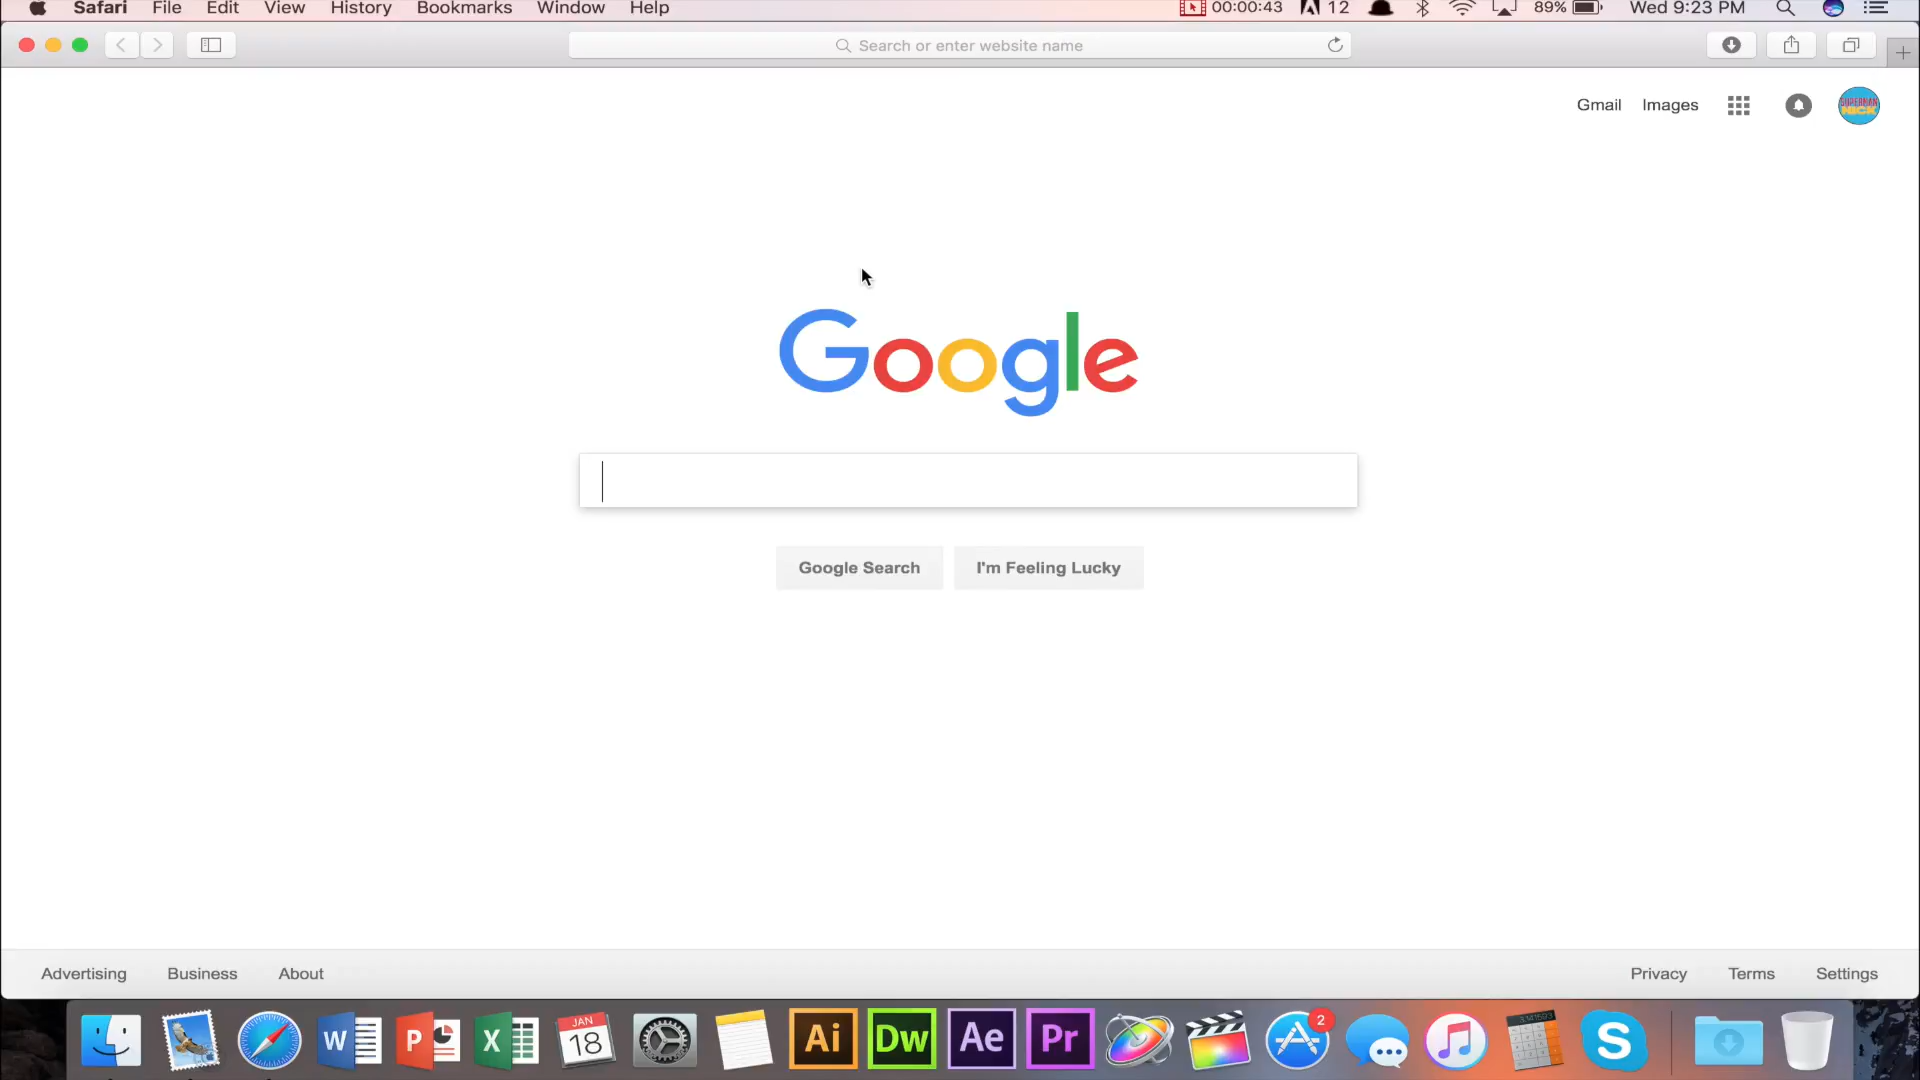 Safari File Edit View History Bookmarks Window Help 00:00:43 12 89% Wed 9:23 PM
Search or enter website name
Gmail Images
SUPERMAN
NICK
Google
Google Search I'm Feeling Lucky
Advertising Business About Privacy Terms Settings
W P X JAN 18 Ai Dw Ae Pr 2 S